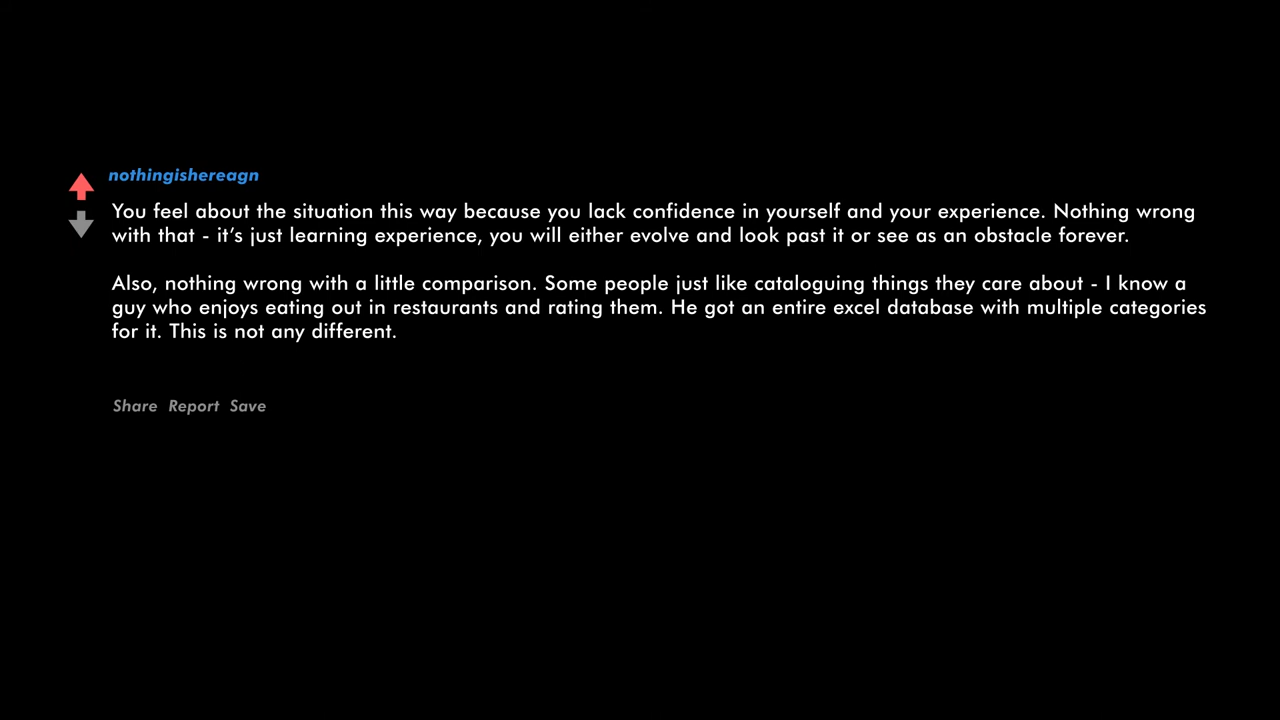 nothingishereagn
You feel about the situation this way because you lack confidence in yourself and your experience. Nothing wrong
with that - it's just learning experience, you will either evolve and look past it or see as an obstacle forever.
Also, nothing wrong with a little comparison. Some people just like cataloguing things they care about - I know a
guy who enjoys eating out in restaurants and rating them. He got an entire excel database with multiple categories
for it. This is not any different.
Share Report Save